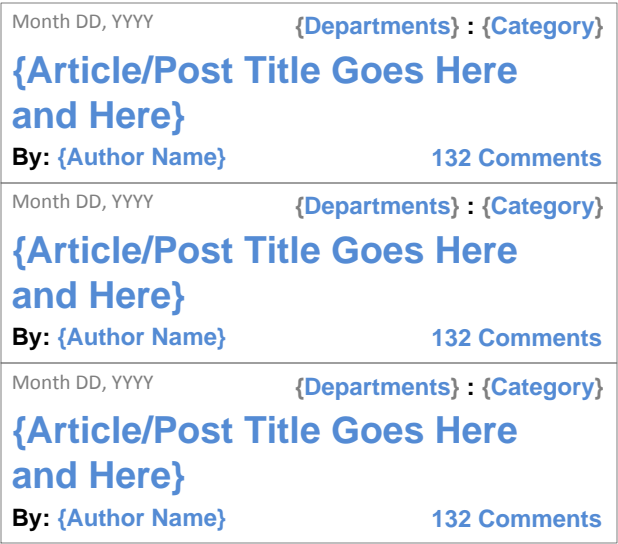 Month DD, YYYY {Departments} : {Category}
{Article/Post Title Goes Here
and Here}
By: {Author Name} 132 Comments
Month DD, YYYY {Departments} : {Category}
{Article/Post Title Goes Here
and Here}
By: {Author Name} 132 Comments
Month DD, YYYY {Departments} : {Category}
{Article/Post Title Goes Here
and Here}
By: {Author Name} 132 Comments